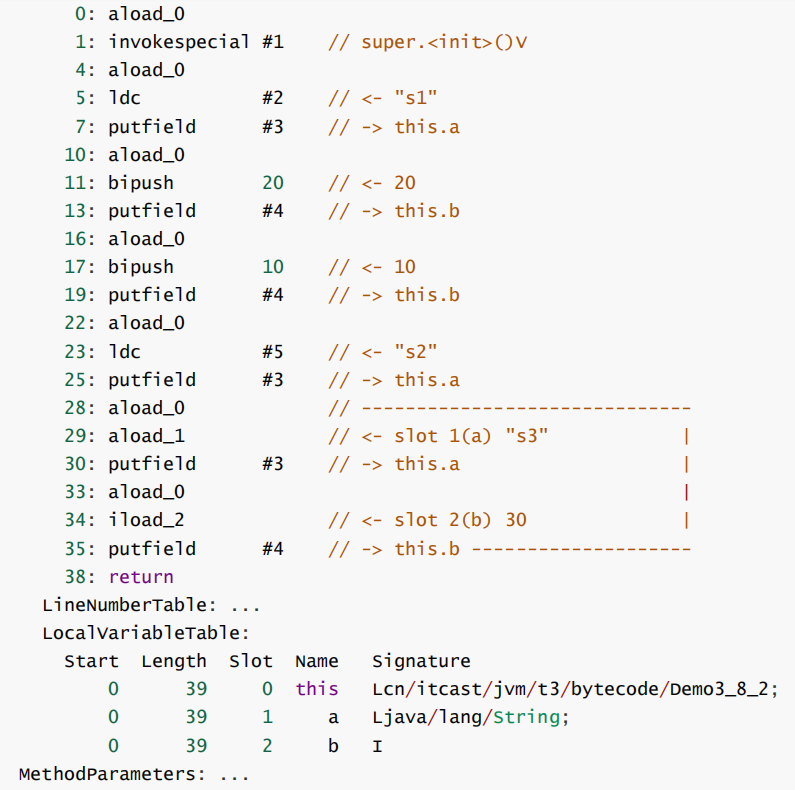 0: aload_0
1: invokespecial #1    // super.<init>()V
4: aload_0
5: ldc           #2    // <- "s1"
7: putfield      #3    // -> this.a
10: aload_0
11: bipush        20    // <- 20
13: putfield      #4    // -> this.b
16: aload_0
17: bipush        10    // <- 10
19: putfield      #4    // -> this.b
22: aload_0
23: ldc           #5    // <- "s2"
25: putfield      #3    // -> this.a
28: aload_0             // ------------------------------
29: aload_1             // <- slot 1(a) "s3"            |
30: putfield      #3    // -> this.a                    |
33: aload_0                                             |
34: iload_2             // <- slot 2(b) 30              |
35: putfield      #4    // -> this.b --------------------
38: return
LineNumberTable: ...
LocalVariableTable:
Start  Length  Slot  Name   Signature
0      39     0  this   Lcn/itcast/jvm/t3/bytecode/Demo3_8_2;
0      39     1     a   Ljava/lang/String;
0      39     2     b   I
MethodParameters: ...